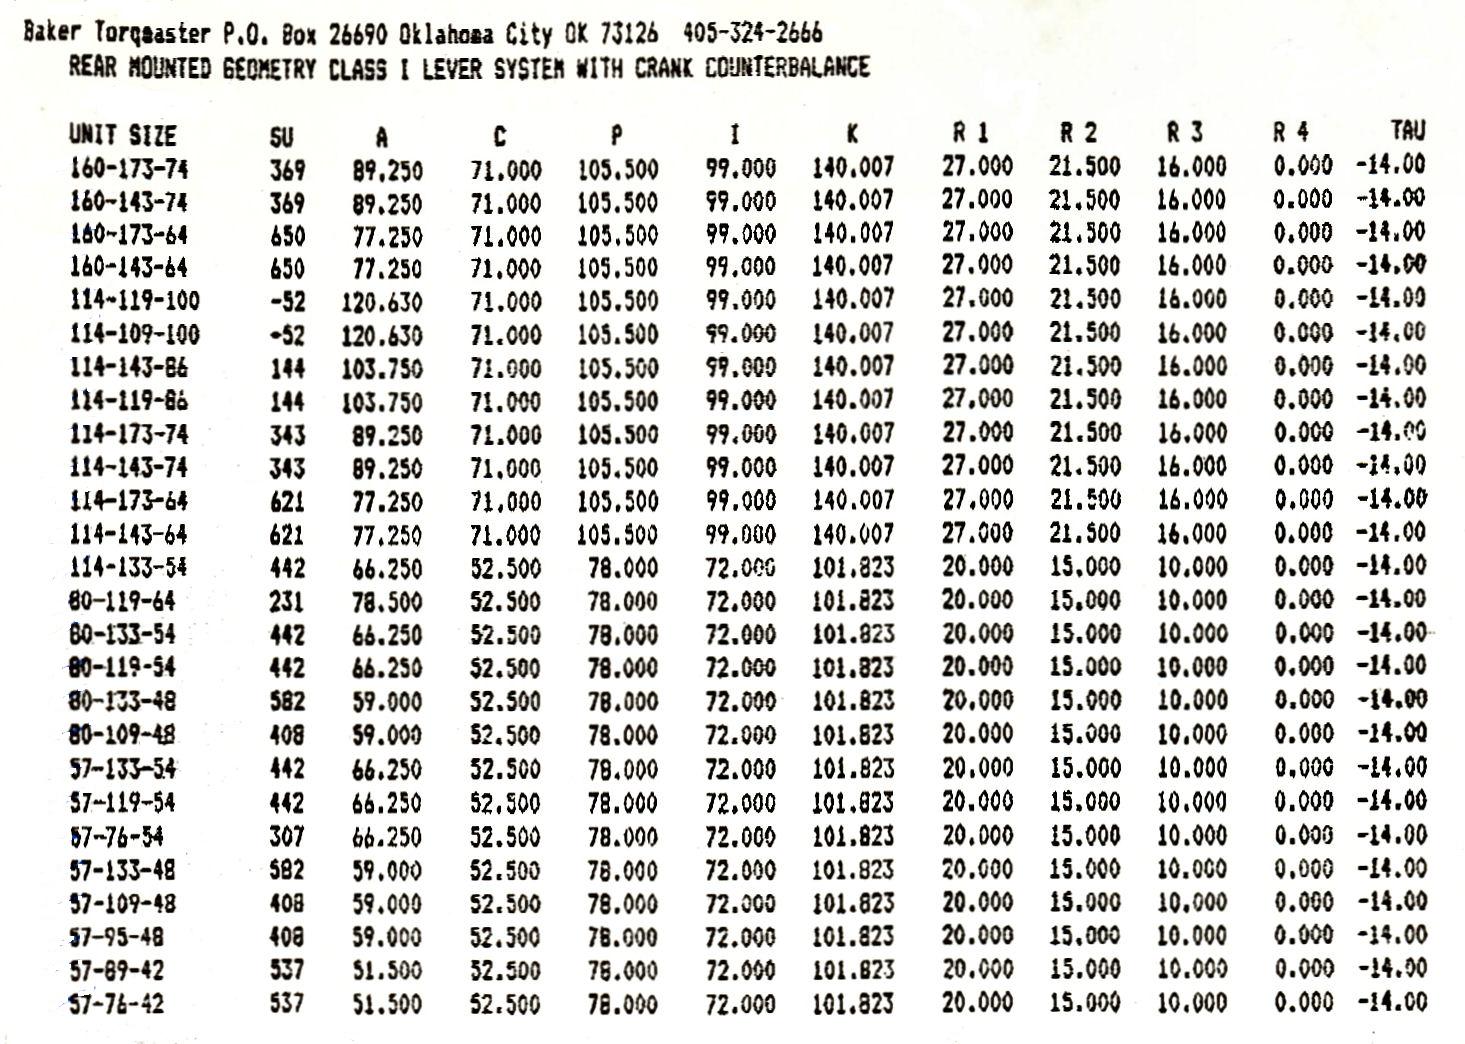 Baker Torqmaster P.O. Box 26690 Oklahoma City OK 73126 405-324-2666
REAR MOUNTED GEOMETRY CLASS I LEVER SYSTEM WITH CRANK COUNTERBALANCE
UNIT SIZE SU A C P I K R 1 R 2 R 3 R 4 TAU
160-173-74 369 89.250 71.000 105.500 99.000 140.007 27.000 21.500 16.000 0.000 -14.00
160-143-74 369 89.250 71.000 105.500 99.000 140.007 27.000 21.500 16.000 0.000 -14.00
160-173-64 650 77.250 71.000 105.500 99.000 140.007 27.000 21.500 16.000 0.000 -14.00
160-143-64 650 77.250 71.000 105.500 99.000 140.007 27.000 21.500 16.000 0.000 -14.00
114-119-100 -52 120.630 71.000 105.500 99.000 140.007 27.000 21.500 16.000 0.000 -14.00
114-109-100 -52 120.630 71.000 105.500 99.000 140.007 27.000 21.500 16.000 0.000 -14.00
114-143-86 144 103.750 71.000 105.500 99.000 140.007 27.000 21.500 16.000 0.000 -14.00
114-119-86 144 103.750 71.000 105.500 99.000 140.007 27.000 21.500 16.000 0.000 -14.00
114-173-74 343 89.250 71.000 105.500 99.000 140.007 27.000 21.500 16.000 0.000 -14.00
114-143-74 343 89.250 71.000 105.500 99.000 140.007 27.000 21.500 16.000 0.000 -14.00
114-173-64 621 77.250 71.000 105.500 99.000 140.007 27.000 21.500 16.000 0.000 -14.00
114-143-64 621 77.250 71.000 105.500 99.000 140.007 27.000 21.500 16.000 0.000 -14.00
114-133-54 442 66.250 52.500 78.000 72.000 101.823 20.000 15.000 10.000 0.000 -14.00
80-119-64 231 78.500 52.500 78.000 72.000 101.823 20.000 15.000 10.000 0.000 -14.00
80-133-54 442 66.250 52.500 78.000 72.000 101.823 20.000 15.000 10.000 0.000 -14.00
80-119-54 442 66.250 52.500 78.000 72.000 101.823 20.000 15.000 10.000 0.000 -14.00
80-133-48 582 59.000 52.500 78.000 72.000 101.823 20.000 15.000 10.000 0.000 -14.00
80-109-48 408 59.000 52.500 78.000 72.000 101.823 20.000 15.000 10.000 0.000 -14.00
57-133-54 442 66.250 52.500 78.000 72.000 101.823 20.000 15.000 10.000 0.000 -14.00
57-119-54 442 66.250 52.500 78.000 72.000 101.823 20.000 15.000 10.000 0.000 -14.00
57-76-54 307 66.250 52.500 78.000 72.000 101.823 20.000 15.000 10.000 0.000 -14.00
57-133-48 582 59.000 52.500 78.000 72.000 101.823 20.000 15.000 10.000 0.000 -14.00
57-109-48 408 59.000 52.500 78.000 72.000 101.823 20.000 15.000 10.000 0.000 -14.00
57-95-48 408 59.000 52.500 78.000 72.000 101.823 20.000 15.000 10.000 0.000 -14.00
57-89-42 537 51.500 52.500 78.000 72.000 101.823 20.000 15.000 10.000 0.000 -14.00
57-76-42 537 51.500 52.500 78.000 72.000 101.823 20.000 15.000 10.000 0.000 -14.00